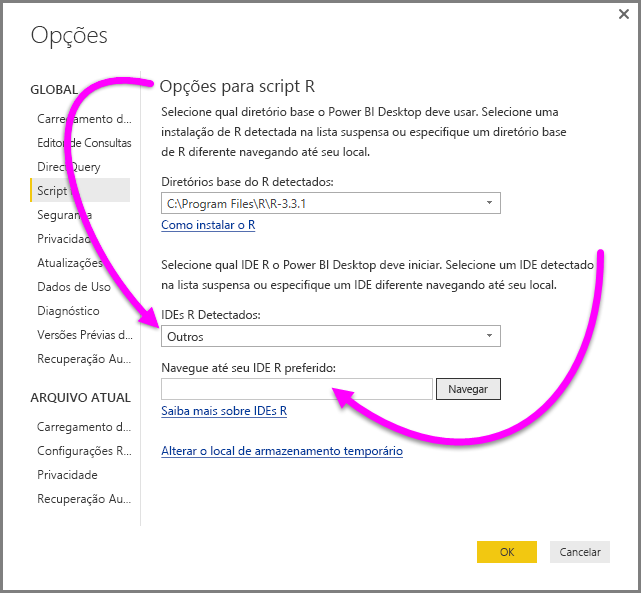 Opções
GLOBAL
Carregamento d...
Editor de Consultas
DirectQuery
Script
Segurança
Privacidade
Atualizações
Dados de Uso
Diagnóstico
Versões Prévias d...
Recuperação Au...
ARQUIVO ATUAL
Carregamento d...
Configurações R...
Privacidade
Recuperação Au...
Opções para script R
Selecione qual diretório base o Power BI Desktop deve usar. Selecione uma
instalação de R detectada na lista suspensa ou especifique um diretório base
de R diferente navegando até seu local.
Diretórios base do R detectados:
C:\Program Files\R\R-3.3.1
Como instalar o R
Selecione qual IDE R o Power BI Desktop deve iniciar. Selecione um IDE detectado
na lista suspensa ou especifique um IDE diferente navegando até seu local.
IDEs R Detectados:
Outros
Navegue até seu IDE R preferido:
Navegar
Saiba mais sobre IDEs R
Alterar o local de armazenamento temporário
OK
Cancelar